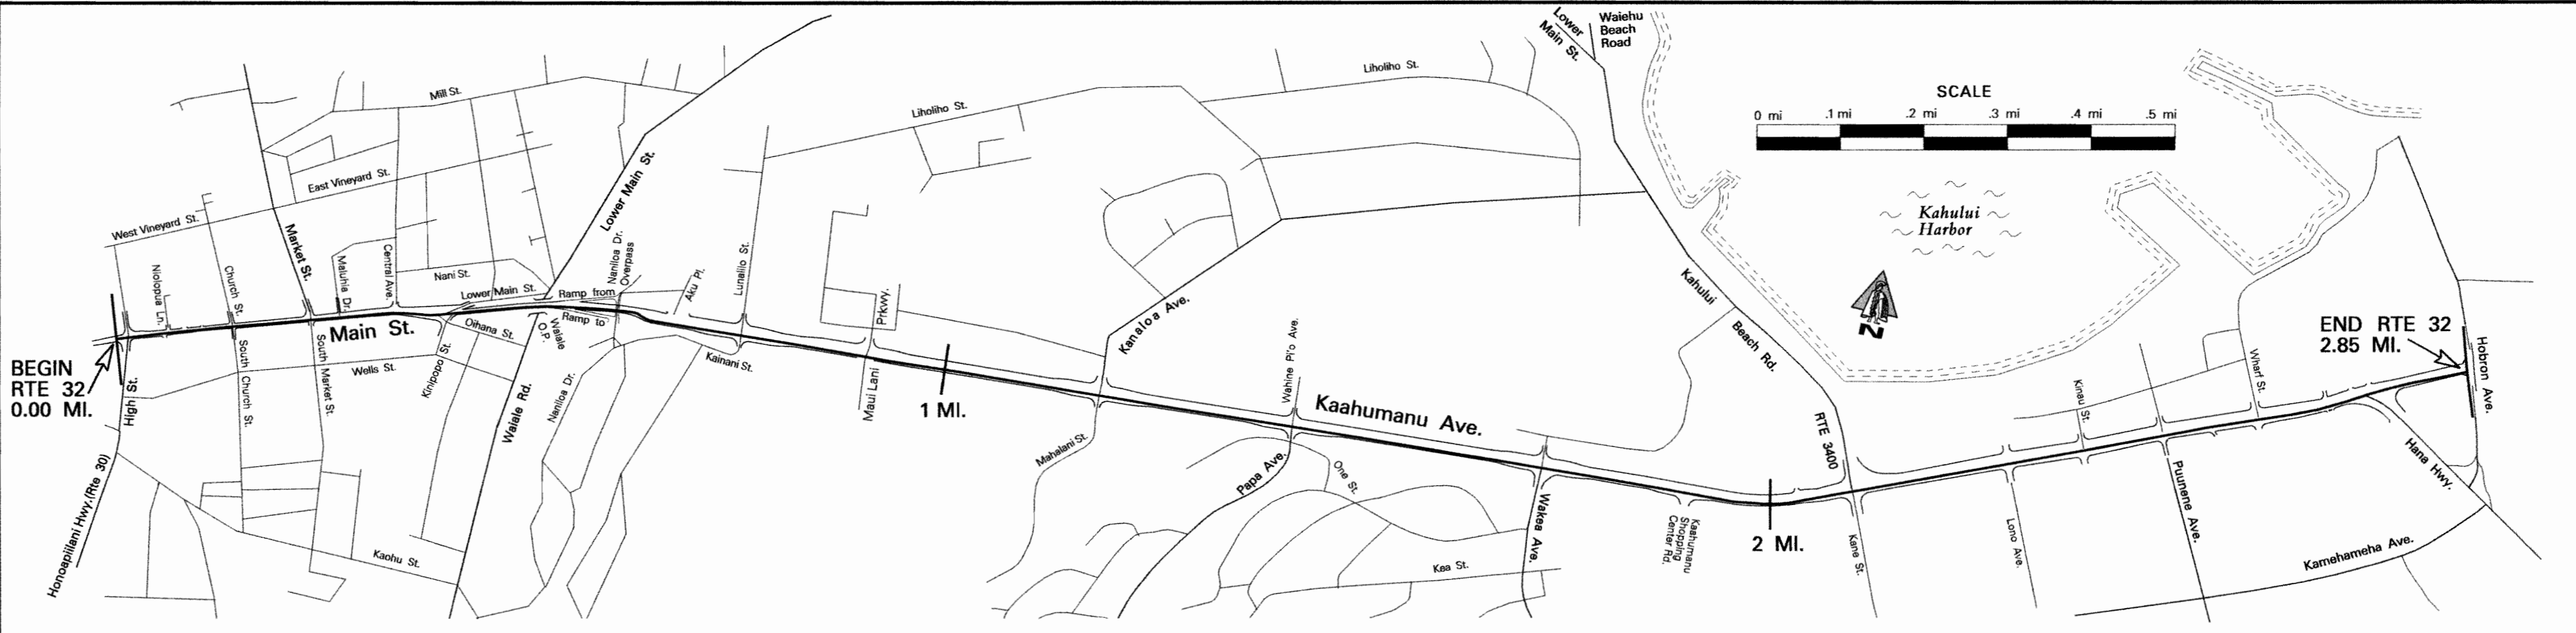 Lower
Main St.
Waiehu
Beach
Road
Mill St.
Liholiho St.
Liholiho St.
SCALE
0 mi .1 mi .2 mi .3 mi .4 mi .5 mi
East Vineyard St.
West Vineyard St.
Market St.
Lower Main St.
Kahului
Harbor
Niolopua Ln.
Church St.
Maluhia Dr.
Central Ave.
Nani St.
Lower Main St.
Ramp from
Naniloa Dr.
Overpass
Aku Pl.
Lunalilo St.
Prkwy.
Maui Lani
Kanaloa Ave.
Kahului
Beach Rd.
N
BEGIN
RTE 32
0.00 MI.
High St.
Main St.
South Church St.
South Market St.
Wells St.
Kinipopo St.
Oihana St.
Waiale
O.P.
Ramp to
Waiale Rd.
Naniloa Dr.
Kainani St.
1 MI.
Mahalani St.
Wahine Pi'o Ave.
Kaahumanu Ave.
Papa Ave.
One St.
Kea St.
Wakea Ave.
Kaahumanu
Shopping
Center Rd.
2 MI.
RTE 3400
Kane St.
Lono Ave.
Kinau St.
Puunene Ave.
Wharf St.
END RTE 32
2.85 MI.
Hobron Ave.
Hana Hwy.
Kamehameha Ave.
Honoapiilani Hwy.(Rte 30)
Kaohu St.